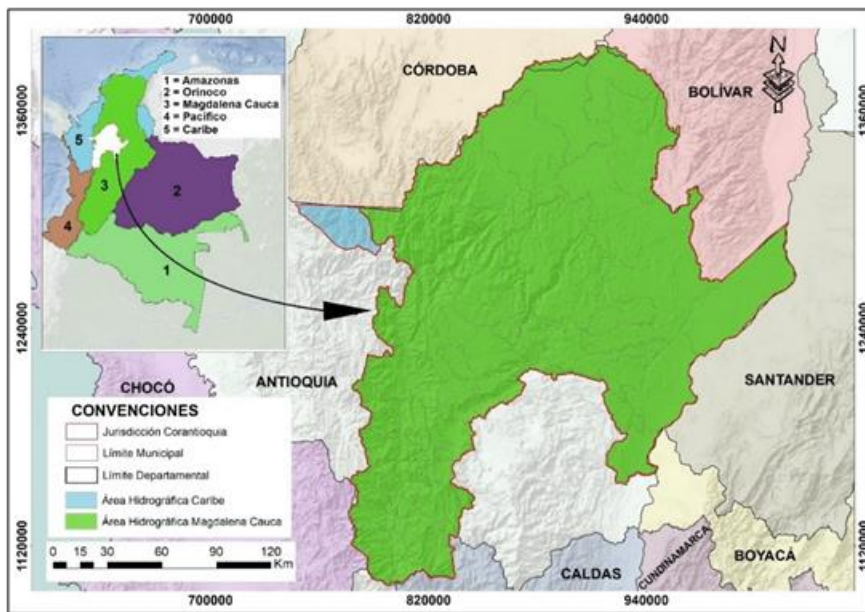 700000 820000 940000
1 = Amazonas
2 = Orinoco
3 = Magdalena Cauca
4 = Pacífico
5 = Caribe
5
3
2
4
1
CÓRDOBA
N
BOLÍVAR
1360000
1360000
1240000
1240000
CHOCÓ
ANTIOQUIA
SANTANDER
CONVENCIONES
Jurisdicción Corantioquia
Límite Municipal
Límite Departamental
Área Hidrográfica Caribe
Área Hidrográfica Magdalena Cauca
0 15 30 60 90 120
Km
1120000
1120000
CALDAS
CUNDINAMARCA
BOYACÁ
700000 820000 940000